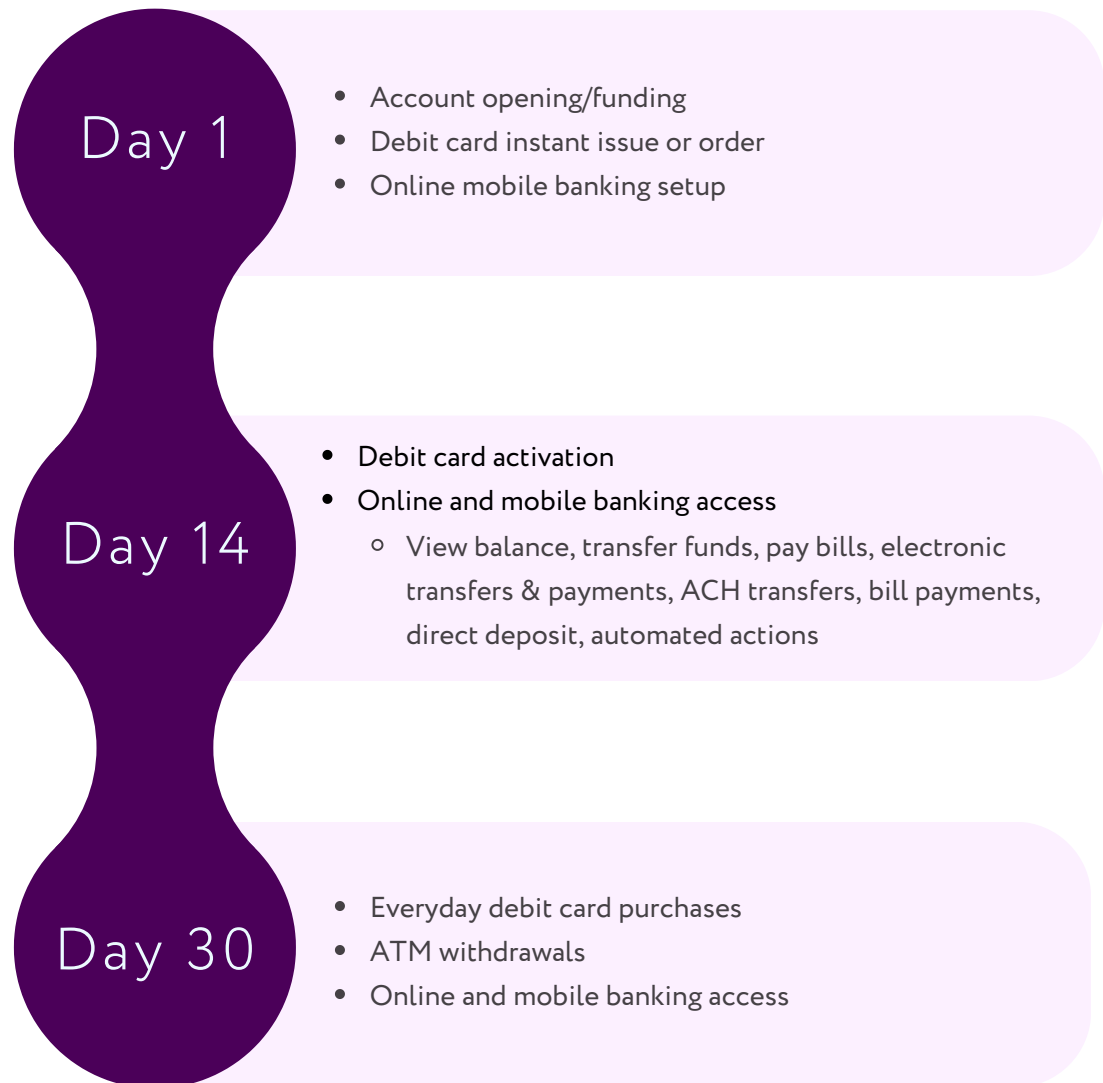 Day 1
• Account opening/funding
• Debit card instant issue or order
• Online mobile banking setup
Day 14
• Debit card activation
• Online and mobile banking access
○ View balance, transfer funds, pay bills, electronic
transfers & payments, ACH transfers, bill payments,
direct deposit, automated actions
Day 30
• Everyday debit card purchases
• ATM withdrawals
• Online and mobile banking access